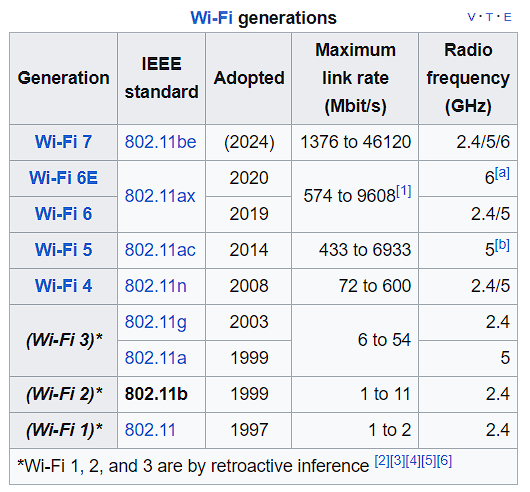 Wi-Fi generations
V · T · E
Generation IEEE standard Adopted Maximum link rate (Mbit/s) Radio frequency (GHz)
Wi-Fi 7 802.11be (2024) 1376 to 46120 2.4/5/6
Wi-Fi 6E 802.11ax 2020 574 to 9608[1] 6[a]
Wi-Fi 6 2019 2.4/5
Wi-Fi 5 802.11ac 2014 433 to 6933 5[b]
Wi-Fi 4 802.11n 2008 72 to 600 2.4/5
(Wi-Fi 3)* 802.11g 2003 6 to 54 2.4
802.11a 1999 5
(Wi-Fi 2)* 802.11b 1999 1 to 11 2.4
(Wi-Fi 1)* 802.11 1997 1 to 2 2.4
*Wi-Fi 1, 2, and 3 are by retroactive inference [2][3][4][5][6]